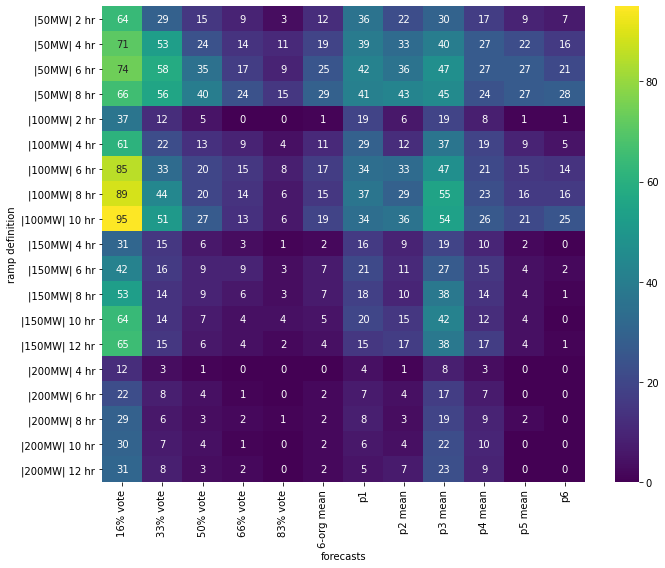 |50MW| 2 hr 64 29 15 9 3 12 36 22 30 17 9 7
|50MW| 4 hr 71 53 24 14 11 19 39 33 40 27 22 16
|50MW| 6 hr 74 58 35 17 9 25 42 36 47 27 27 21
|50MW| 8 hr 66 56 40 24 15 29 41 43 45 24 27 28
|100MW| 2 hr 37 12 5 0 0 1 19 6 19 8 1 1
|100MW| 4 hr 61 22 13 9 4 11 29 12 37 19 9 5
|100MW| 6 hr 85 33 20 15 8 17 34 33 47 21 15 14
|100MW| 8 hr 89 44 20 14 6 15 37 29 55 23 16 16
|100MW| 10 hr 95 51 27 13 6 19 34 36 54 26 21 25
|150MW| 4 hr 31 15 6 3 1 2 16 9 19 10 2 0
|150MW| 6 hr 42 16 9 9 3 7 21 11 27 15 4 2
|150MW| 8 hr 53 14 9 6 3 7 18 10 38 14 4 1
|150MW| 10 hr 64 14 7 4 4 5 20 15 42 12 4 0
|150MW| 12 hr 65 15 6 4 2 4 15 17 38 17 4 1
|200MW| 4 hr 12 3 1 0 0 0 4 1 8 3 0 0
|200MW| 6 hr 22 8 4 1 0 2 7 4 17 7 0 0
|200MW| 8 hr 29 6 3 2 1 2 8 3 19 9 2 0
|200MW| 10 hr 30 7 4 1 0 2 6 4 22 10 0 0
|200MW| 12 hr 31 8 3 2 0 2 5 7 23 9 0 0
ramp definition
16% vote
33% vote
50% vote
66% vote
83% vote
6-org mean
p1
p2 mean
p3 mean
p4 mean
p5 mean
p6
forecasts
80
60
40
20
0